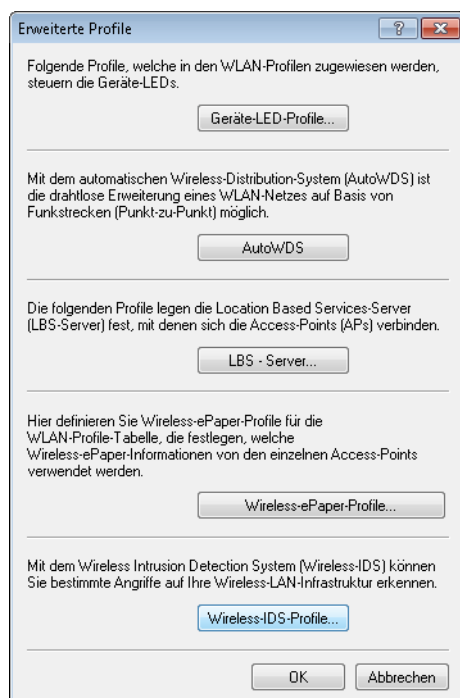 Erweiterte Profile
?
Folgende Profile, welche in den WLAN-Profilen zugewiesen werden,
steuern die Geräte-LEDs.
Geräte-LED-Profile...
Mit dem automatischen Wireless-Distribution-System (AutoWDS) ist
die drahtlose Erweiterung eines WLAN-Netzes auf Basis von
Funkstrecken (Punkt-zu-Punkt) möglich.
AutoWDS
Die folgenden Profile legen die Location Based Services-Server
(LBS-Server) fest, mit denen sich die Access-Points (APs) verbinden.
LBS - Server...
Hier definieren Sie Wireless-ePaper-Profile für die
WLAN-Profile-Tabelle, die festlegen, welche
Wireless-ePaper-Informationen von den einzelnen Access-Points
verwendet werden.
Wireless-ePaper-Profile...
Mit dem Wireless Intrusion Detection System (Wireless-IDS) können
Sie bestimmte Angriffe auf Ihre Wireless-LAN-Infrastruktur erkennen.
Wireless-IDS-Profile...
OK Abbrechen